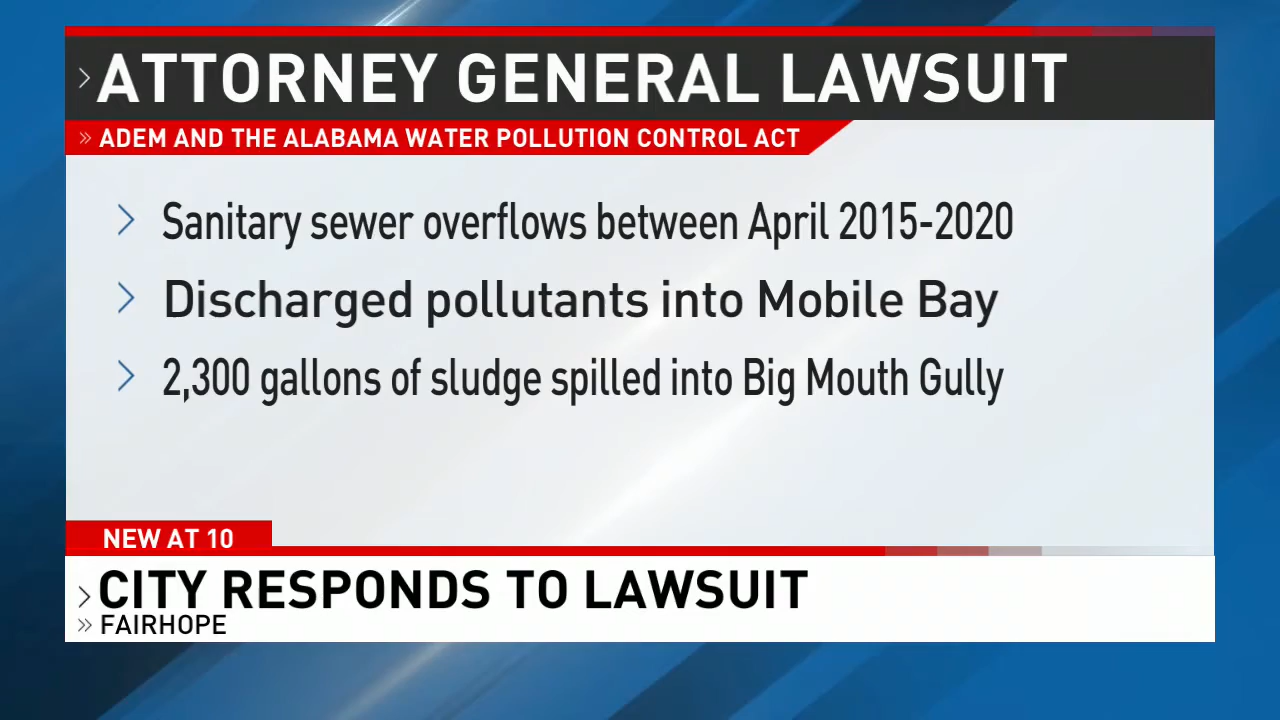 ATTORNEY GENERAL LAWSUIT
ADEM AND THE ALABAMA WATER POLLUTION CONTROL ACT
Sanitary sewer overflows between April 2015-2020
Discharged pollutants into Mobile Bay
2,300 gallons of sludge spilled into Big Mouth Gully
NEW AT 10
CITY RESPONDS TO LAWSUIT
FAIRHOPE